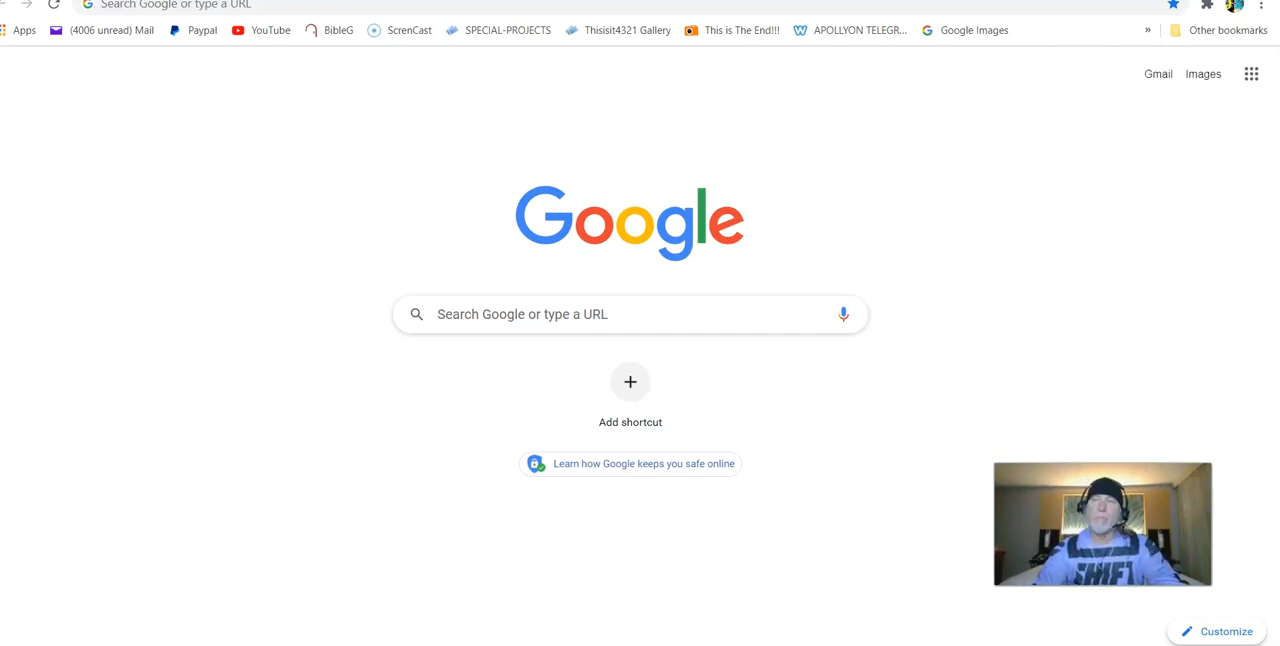 Search Google or type a URL
Apps (4006 unread) Mail Paypal YouTube BibleG ScrenCast SPECIAL-PROJECTS Thisisit4321 Gallery This is The End!!! APOLLYON TELEGR... Google Images » Other bookmarks
Gmail Images
Google
Search Google or type a URL
Add shortcut
Learn how Google keeps you safe online
SHIFT
Customize